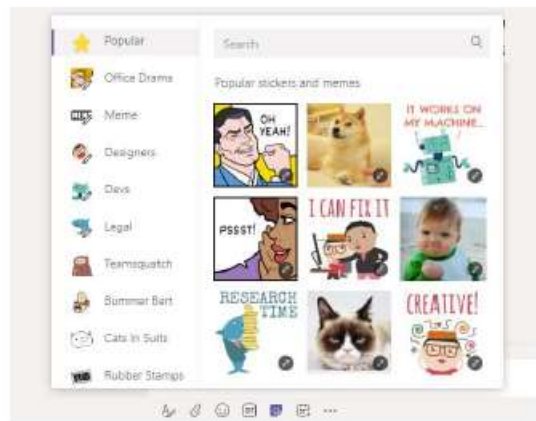 Popular
Office Drama
Meme
Designers
Devs
Legal
Teamsquatch
Bummer Bert
Cats In Suits
Rubber Stamps
Search
Popular stickers and memes
OH
YEAH!
IT WORKS ON
MY MACHINE...
PSSST!
I CAN FIX IT
RESEARCH
TIME
CREATIVE!